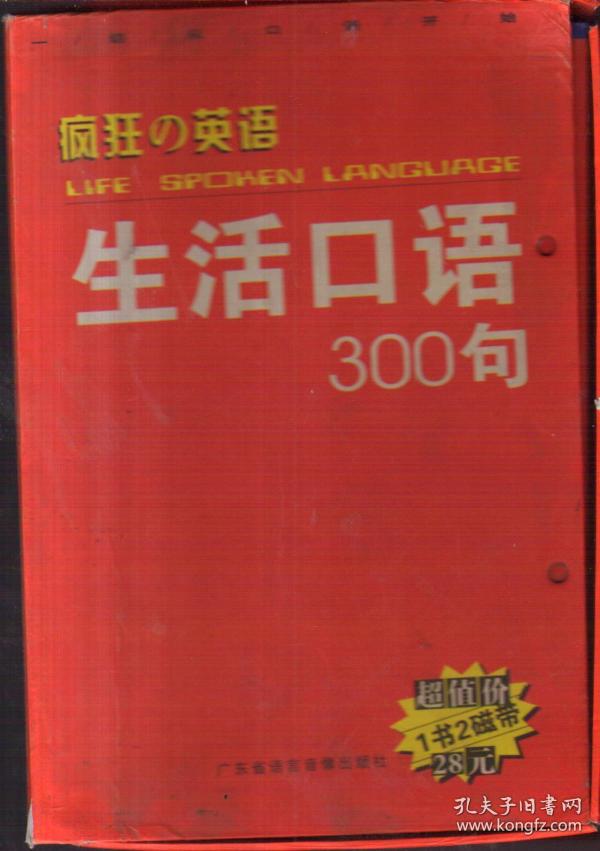 疯狂の英语
LIFE SPOKEN LANGUAGE
生活口语
300句
超值价
1书2磁带
28元
广东省语言音像出版社
孔夫子旧书网
www.kongfz.com